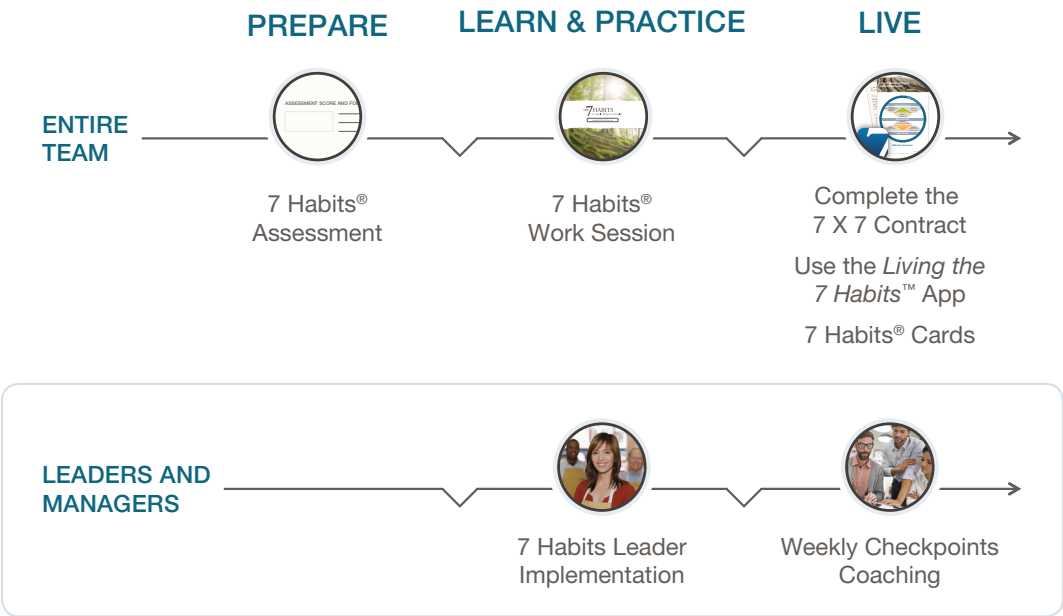 PREPARE
LEARN & PRACTICE
LIVE
ENTIRE
TEAM
ASSESSMENT SCORE AND FO
7 HABITS
7
7 Habits®
Assessment
7 Habits®
Work Session
Complete the
7 X 7 Contract
Use the Living the
7 Habits™ App
7 Habits® Cards
LEADERS AND
MANAGERS
7 Habits Leader
Implementation
Weekly Checkpoints
Coaching